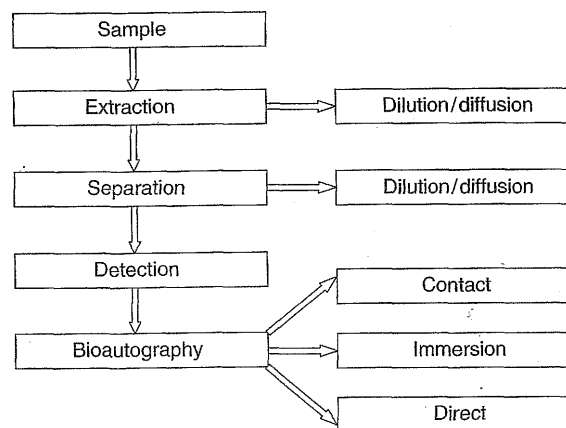 Sample
Extraction
Dilution/diffusion
Separation
Dilution/diffusion
Detection
Contact
Bioautography
Immersion
Direct